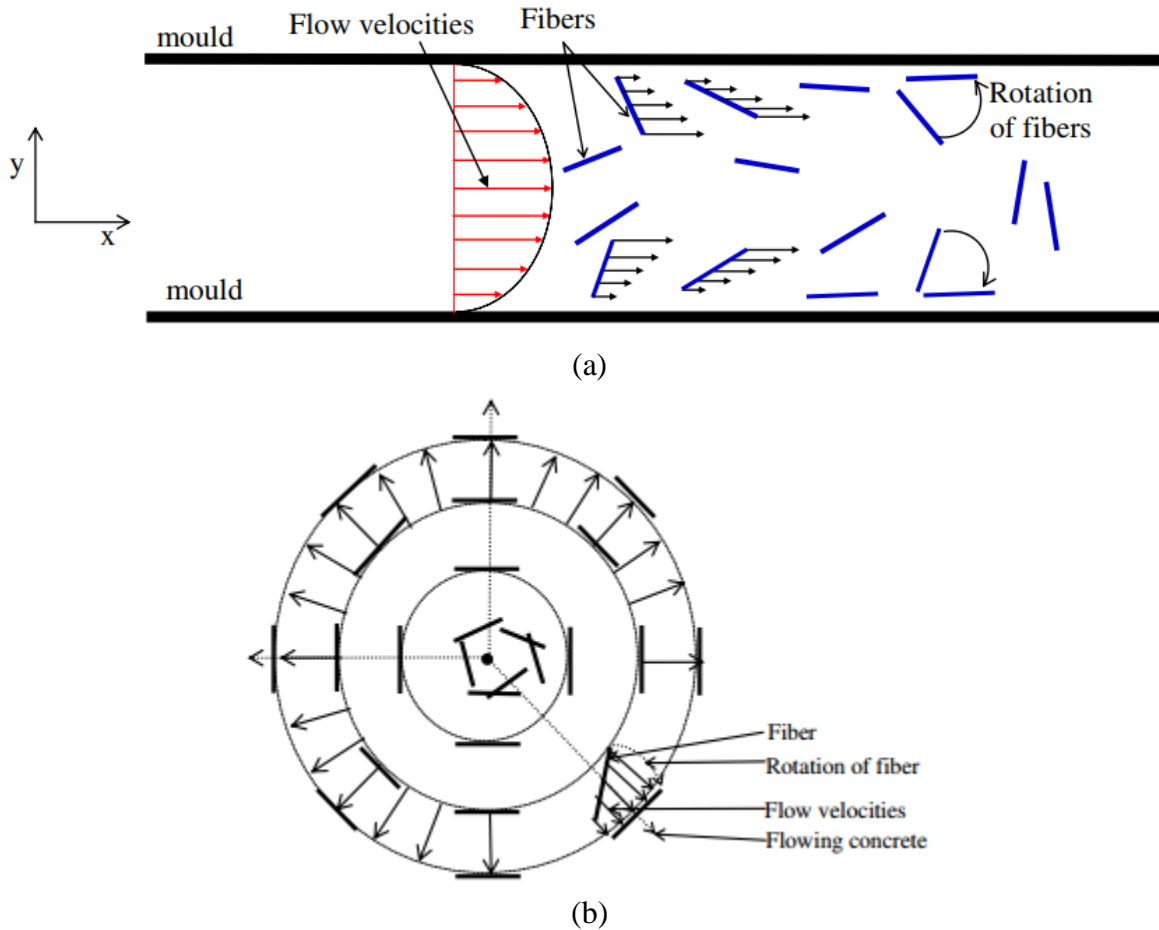 Flow velocities
Fibers
mould
Rotation
of fibers
y
x
mould
(a)
Fiber
Rotation of fiber
Flow velocities
Flowing concrete
(b)